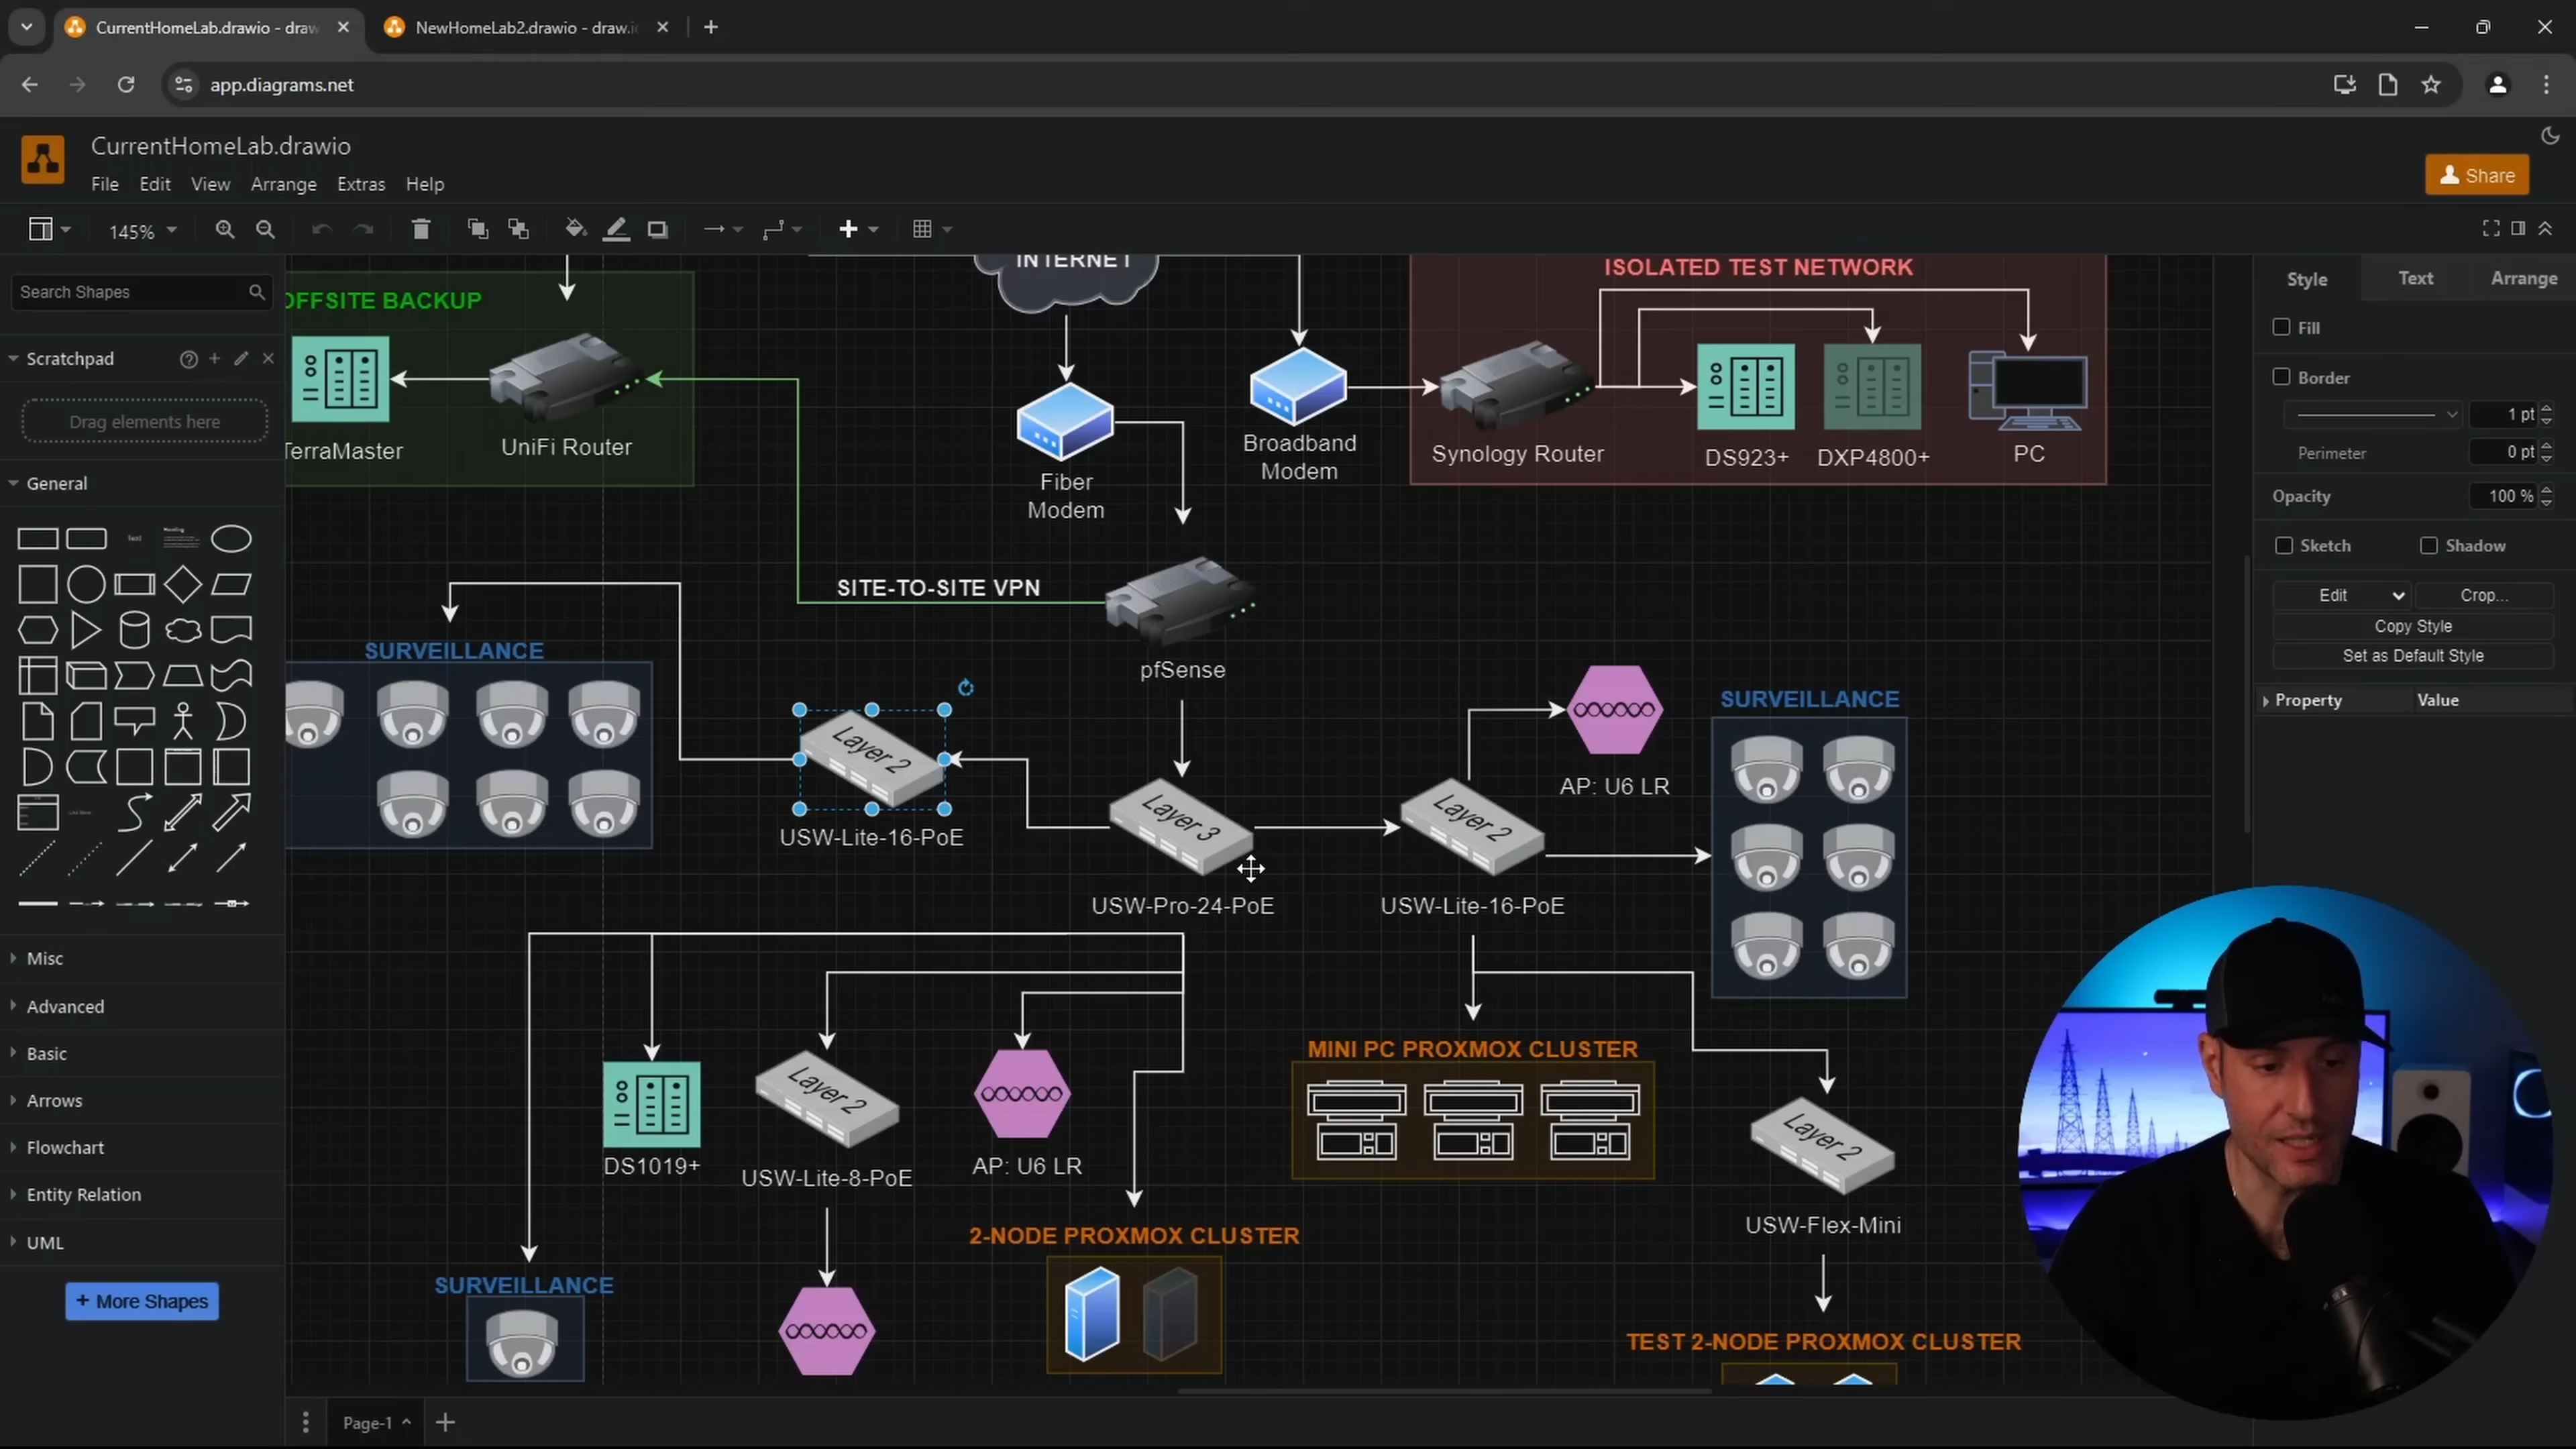 CurrentHomeLab.drawio - draw
NewHomeLab2.drawio - draw.i
app.diagrams.net
CurrentHomeLab.drawio
File Edit View Arrange Extras Help
Share
145%
Search Shapes
Scratchpad
Drag elements here
General
Text
Heading
Misc
Advanced
Basic
Arrows
Flowchart
Entity Relation
UML
+ More Shapes
INTERNET
ISOLATED TEST NETWORK
OFFSITE BACKUP
TerraMaster
UniFi Router
Fiber
Modem
Broadband
Modem
Synology Router
DS923+
DXP4800+
PC
SITE-TO-SITE VPN
pfSense
SURVEILLANCE
Layer 2
USW-Lite-16-PoE
Layer 3
USW-Pro-24-PoE
Layer 2
USW-Lite-16-PoE
AP: U6 LR
SURVEILLANCE
DS1019+
Layer 2
USW-Lite-8-PoE
AP: U6 LR
MINI PC PROXMOX CLUSTER
Layer 2
USW-Flex-Mini
2-NODE PROXMOX CLUSTER
SURVEILLANCE
TEST 2-NODE PROXMOX CLUSTER
Style Text Arrange
Fill
Border
1 pt
Perimeter
0 pt
Opacity
100 %
Sketch
Shadow
Edit
Crop...
Copy Style
Set as Default Style
Property
Value
Page-1